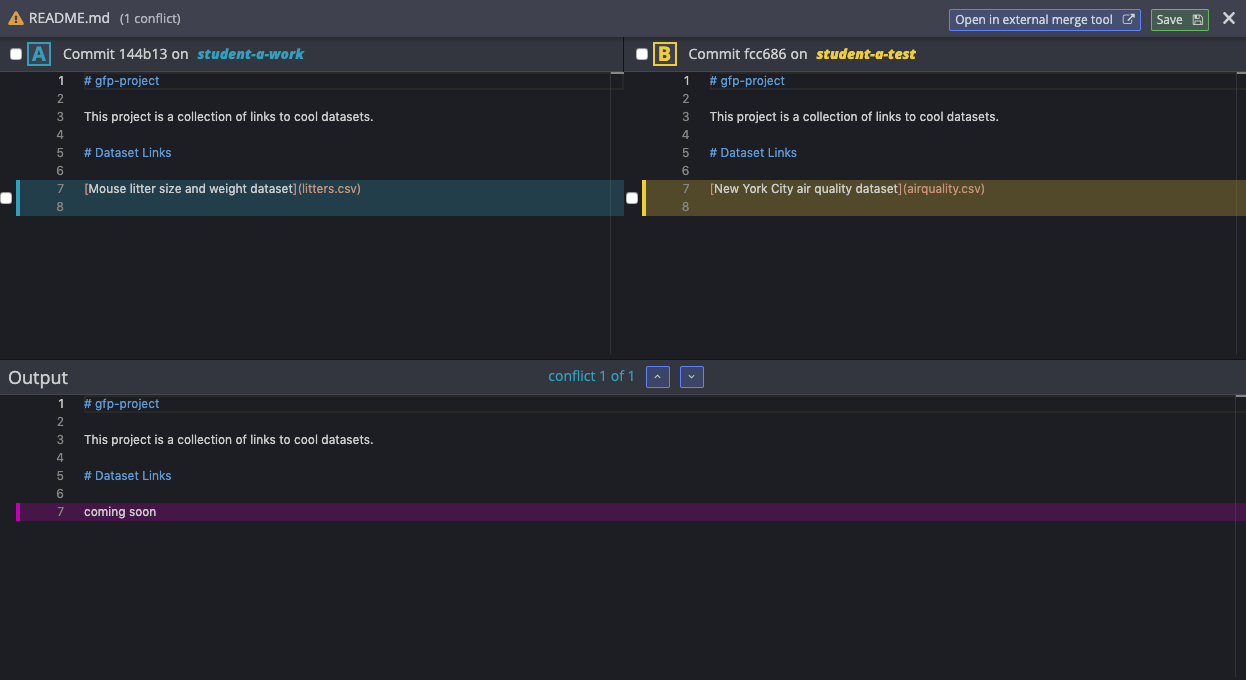 README.md (1 conflict) Open in external merge tool Save
A Commit 144b13 on student-a-work
1 # gfp-project
2
3 This project is a collection of links to cool datasets.
4
5 # Dataset Links
6
7 [Mouse litter size and weight dataset](litters.csv)
8
B Commit fcc686 on student-a-test
1 # gfp-project
2
3 This project is a collection of links to cool datasets.
4
5 # Dataset Links
6
7 [New York City air quality dataset](airquality.csv)
8
Output conflict 1 of 1
1 # gfp-project
2
3 This project is a collection of links to cool datasets.
4
5 # Dataset Links
6
7 coming soon